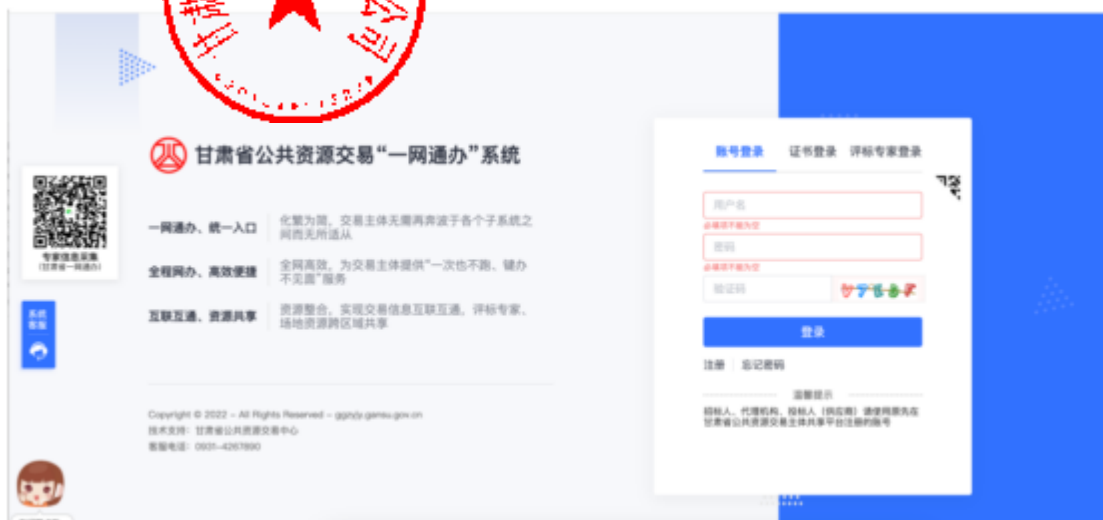 甘肃省公共资源交易“一网通办”系统
一网通办、统一入口
化繁为简，交易主体无需再奔波于各个子系统之
间而无所适从
全程网办、高效便捷
全网高效，为交易主体提供“一次也不跑、键办
不见面”服务
互联互通、资源共享
资源整合，实现交易信息互联互通，评标专家、
场地资源跨区域共享
Copyright © 2022 – All Rights Reserved – ggzyjy.gansu.gov.cn
技术支持：甘肃省公共资源交易中心
客服电话：0931-4267890
专家信息采集
(甘肃省一网通办)
系统
客服
账号登录 证书登录 评标专家登录
用户名
必填项不能为空
密码
必填项不能为空
验证码
登录
注册 忘记密码
温馨提示
招标人、代理机构、投标人（供应商）请使用原先在
甘肃省公共资源交易主体共享平台注册的账号